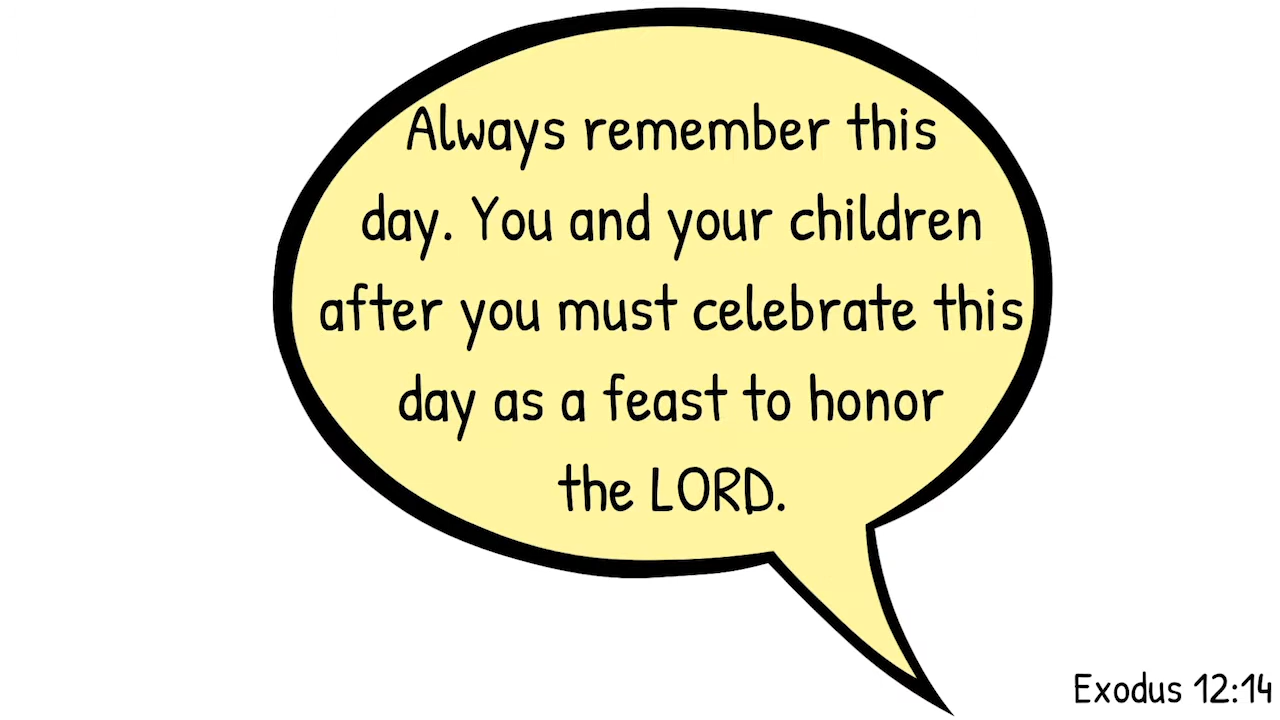 Always remember this
day. You and your children
after you must celebrate this
day as a feast to honor
the LORD.
Exodus 12:14